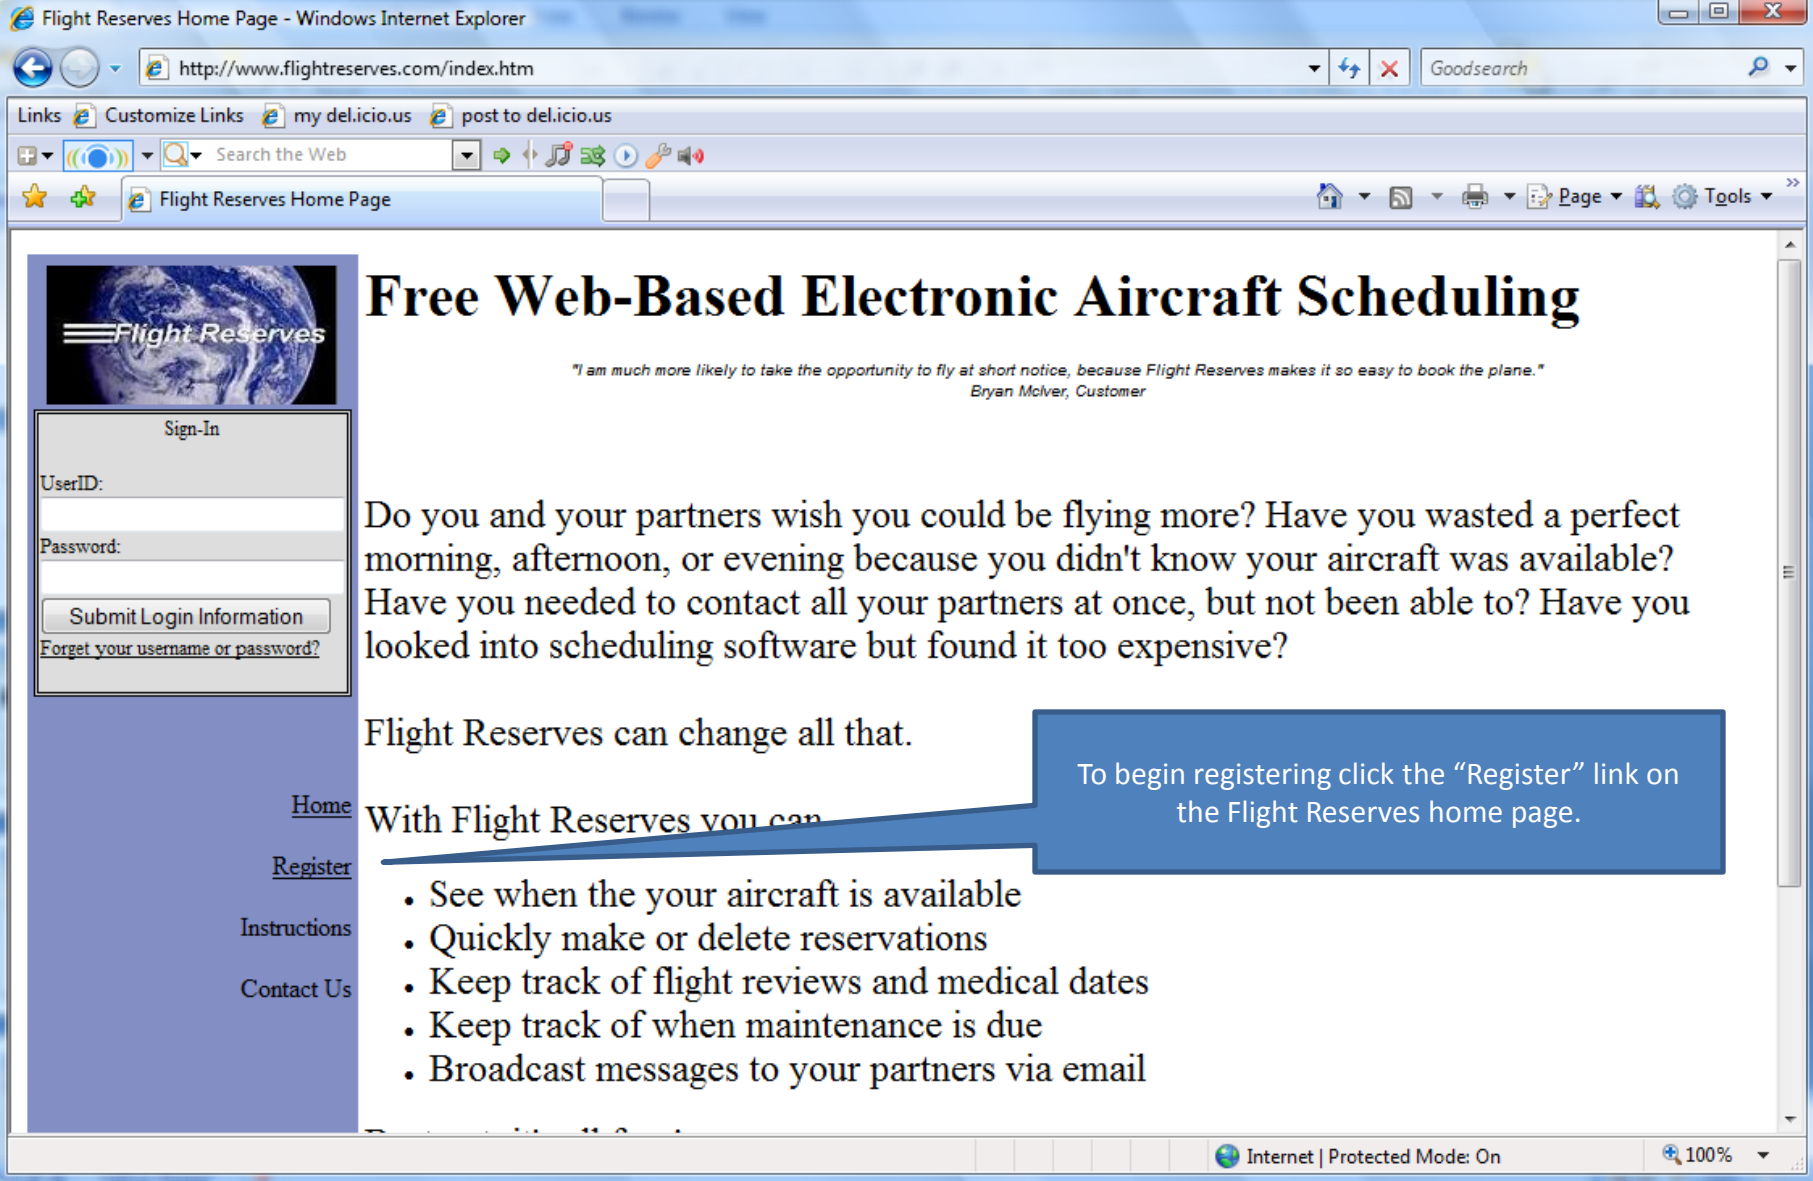 Flight Reserves Home Page - Windows Internet Explorer
http://www.flightreserves.com/index.htm
Goodsearch
Links Customize Links my del.icio.us post to del.icio.us
Search the Web
Flight Reserves Home Page
Page Tools
Flight Reserves
Sign-In
UserID:
Password:
Submit Login Information
Forget your username or password?
Home
Register
Instructions
Contact Us
Free Web-Based Electronic Aircraft Scheduling
"I am much more likely to take the opportunity to fly at short notice, because Flight Reserves makes it so easy to book the plane."
Bryan McIver, Customer
Do you and your partners wish you could be flying more? Have you wasted a perfect
morning, afternoon, or evening because you didn't know your aircraft was available?
Have you needed to contact all your partners at once, but not been able to? Have you
looked into scheduling software but found it too expensive?
Flight Reserves can change all that.
With Flight Reserves you can
To begin registering click the “Register” link on
the Flight Reserves home page.
• See when the your aircraft is available
• Quickly make or delete reservations
• Keep track of flight reviews and medical dates
• Keep track of when maintenance is due
• Broadcast messages to your partners via email
Internet | Protected Mode: On
100%